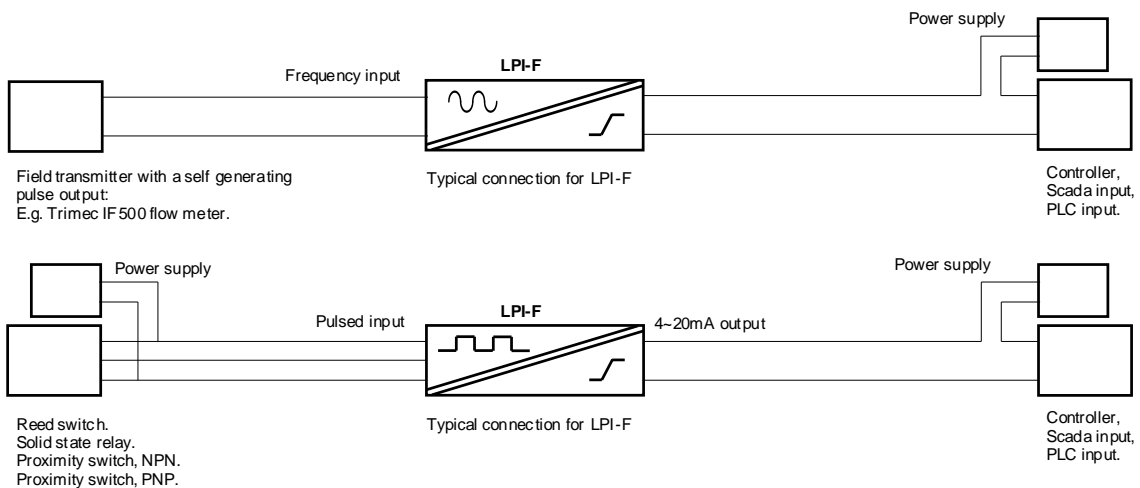 Power supply
LPI-F
Frequency input
Field transmitter with a self generating
pulse output:
E.g. Trimec IF500 flow meter.
Typical connection for LPI-F
Controller,
Scada input,
PLC input.
Power supply
Power supply
LPI-F
Pulsed input
4~20mA output
Reed switch.
Solid state relay.
Proximity switch, NPN.
Proximity switch, PNP.
Typical connection for LPI-F
Controller,
Scada input,
PLC input.